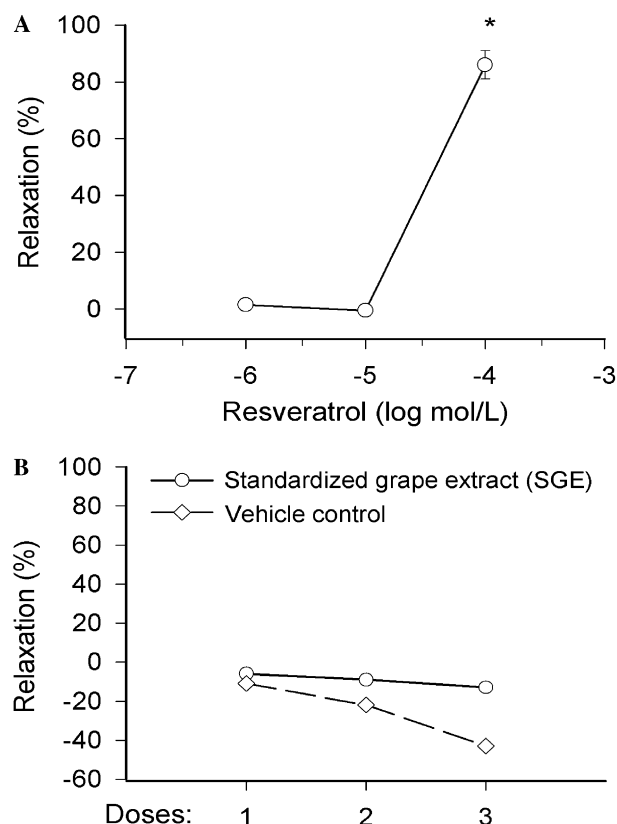 A
*
100
80
60
40
20
0
Relaxation (%)
-7 -6 -5 -4 -3
Resveratrol (log mol/L)
B
100
80
60
40
20
0
-20
-40
-60
Relaxation (%)
Standardized grape extract (SGE)
Vehicle control
Doses: 1 2 3